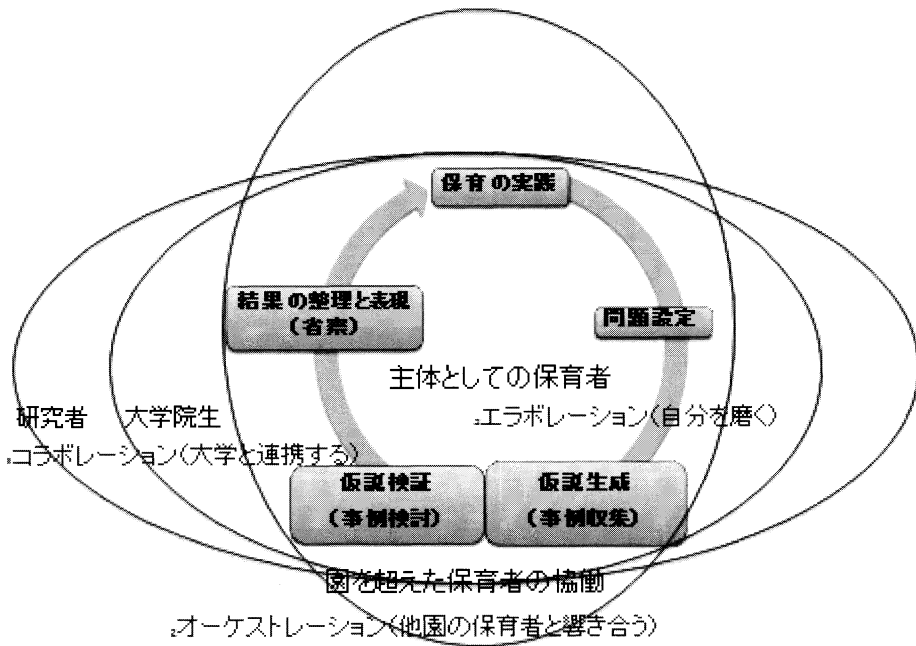 保育の実践
結果の整理と表現
(省察)
問題設定
主体としての保育者
研究者 大学院生
:エラボレーション(自分を磨く)
:コラボレーション(大学と連携する)
仮説検証
(事例検討)
仮説生成
(事例収集)
園を超えた保育者の協働
:オーケストレーション(他園の保育者と響き合う)